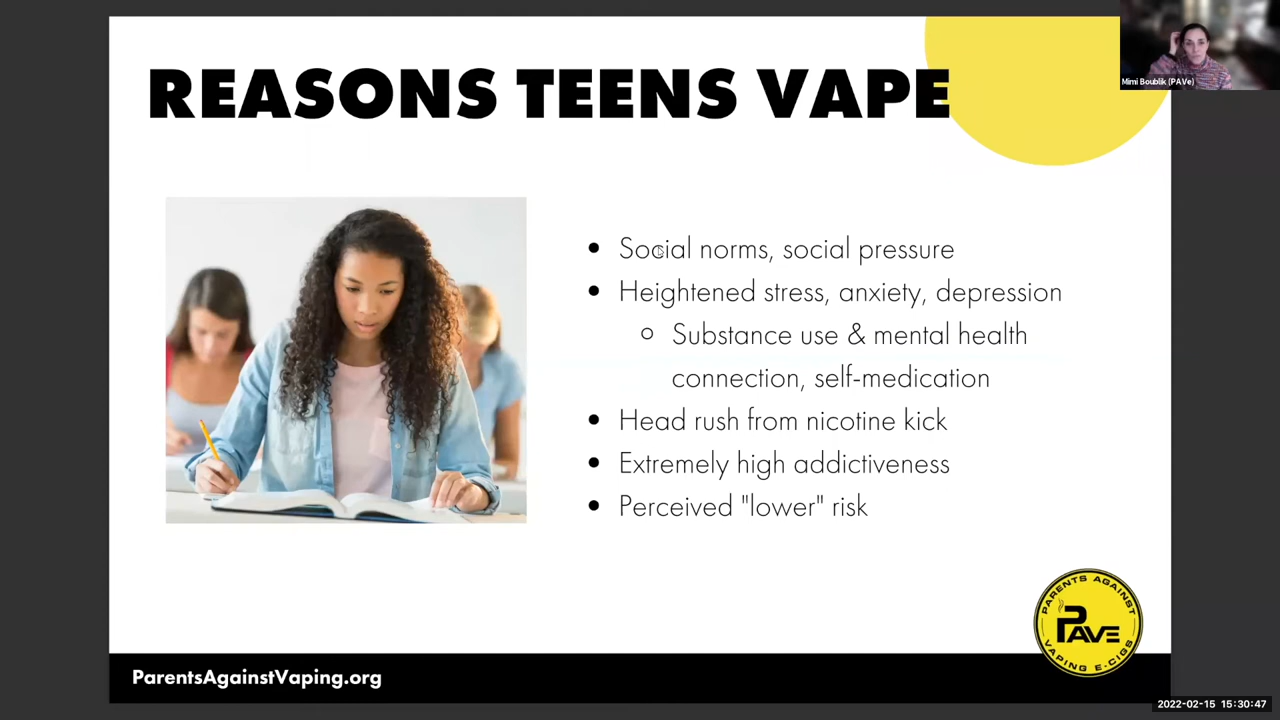 Mimi Boublik (PAVe)
REASONS TEENS VAPE
Social norms, social pressure
Heightened stress, anxiety, depression
Substance use & mental health
connection, self-medication
Head rush from nicotine kick
Extremely high addictiveness
Perceived "lower" risk
PARENTS AGAINST
PAVE
VAPING E-CIGS
ParentsAgainstVaping.org
2022-02-15 15:30:47